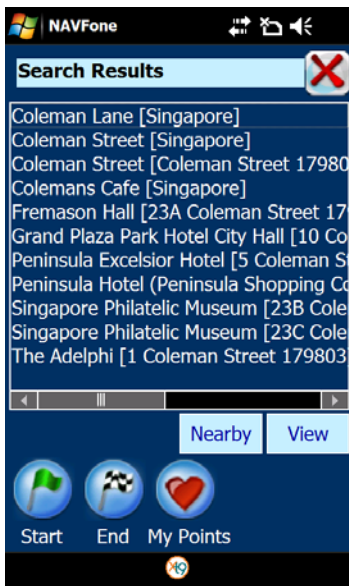 NAVFone
Search Results
Coleman Lane [Singapore]
Coleman Street [Singapore]
Coleman Street [Coleman Street 17980
Colemans Cafe [Singapore]
Fremason Hall [23A Coleman Street 17
Grand Plaza Park Hotel City Hall [10 Co
Peninsula Excelsior Hotel [5 Coleman S
Peninsula Hotel (Peninsula Shopping Co
Singapore Philatelic Museum [23B Cole
Singapore Philatelic Museum [23C Cole
The Adelphi [1 Coleman Street 179803]
Nearby View
Start End My Points